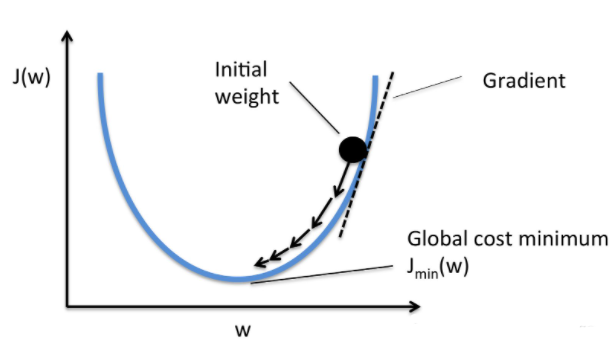 J(w)
Initial
weight
Gradient
Global cost minimum
Jmin(w)
w